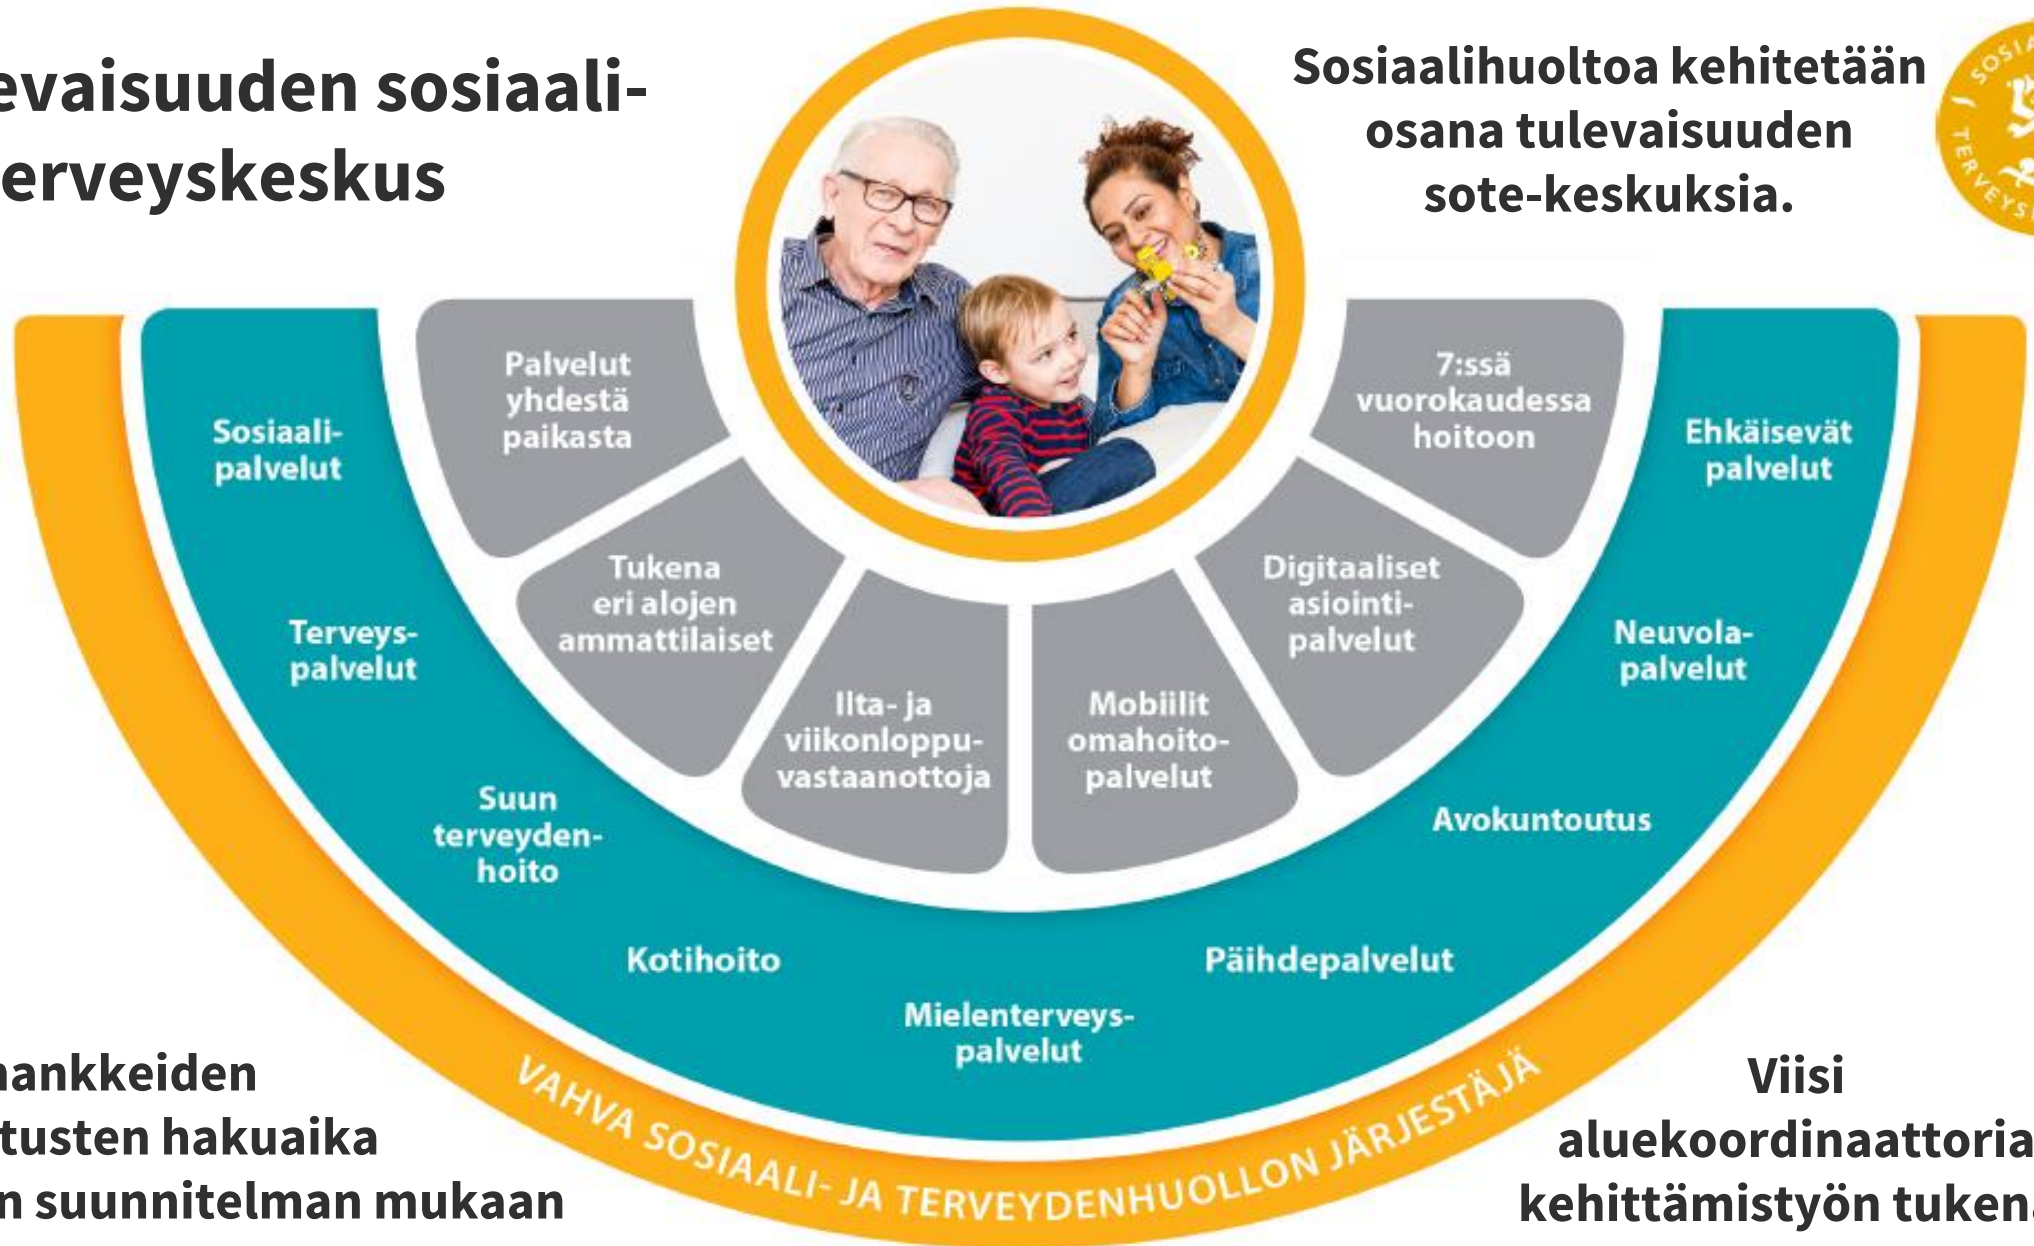 evaisuuden sosiaali-
erveyskeskus
Sosiaalihuoltoa kehitetään
osana tulevaisuuden
sote-keskuksia.
SOSIA
TERVEYS
Palvelut
yhdestä
paikasta
Tukena
eri alojen
ammattilaiset
Ilta- ja
viikonloppu-
vastaanottoja
Mobiilit
omahoito-
palvelut
Digitaaliset
asiointi-
palvelut
7:ssä
vuorokaudessa
hoitoon
Sosiaali-
palvelut
Terveys-
palvelut
Suun
terveyden-
hoito
Kotihoito
Mielenterveys-
palvelut
Päihdepalvelut
Avokuntoutus
Neuvola-
palvelut
Ehkäisevät
palvelut
VAHVA SOSIAALI- JA TERVEYDENHUOLLON JÄRJESTÄJÄ
hankkeiden
tusten hakuaika
n suunnitelman mukaan
Viisi
aluekoordinaattoria
kehittämistyön tukena